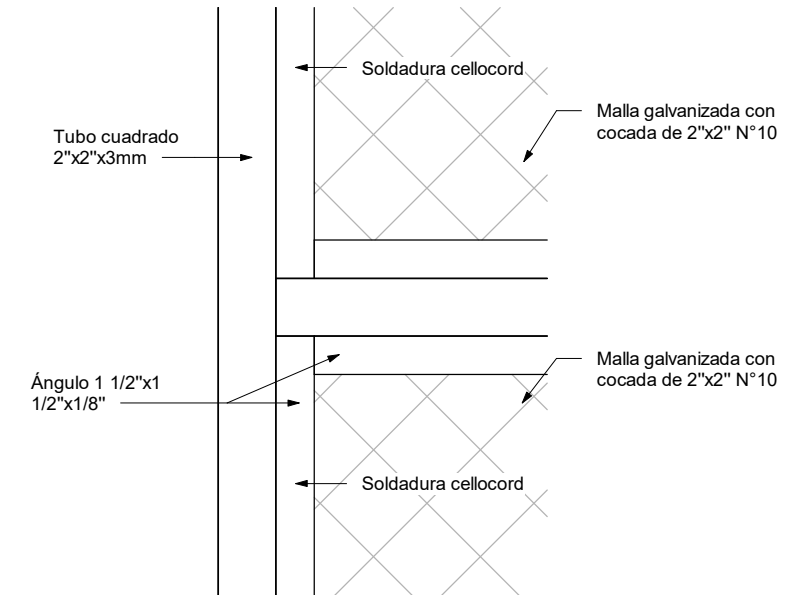 Soldadura cellocord
Malla galvanizada con
cocada de 2"x2" N°10
Tubo cuadrado
2"x2"x3mm
Malla galvanizada con
cocada de 2"x2" N°10
Ángulo 1 1/2"x1
1/2"x1/8"
Soldadura cellocord